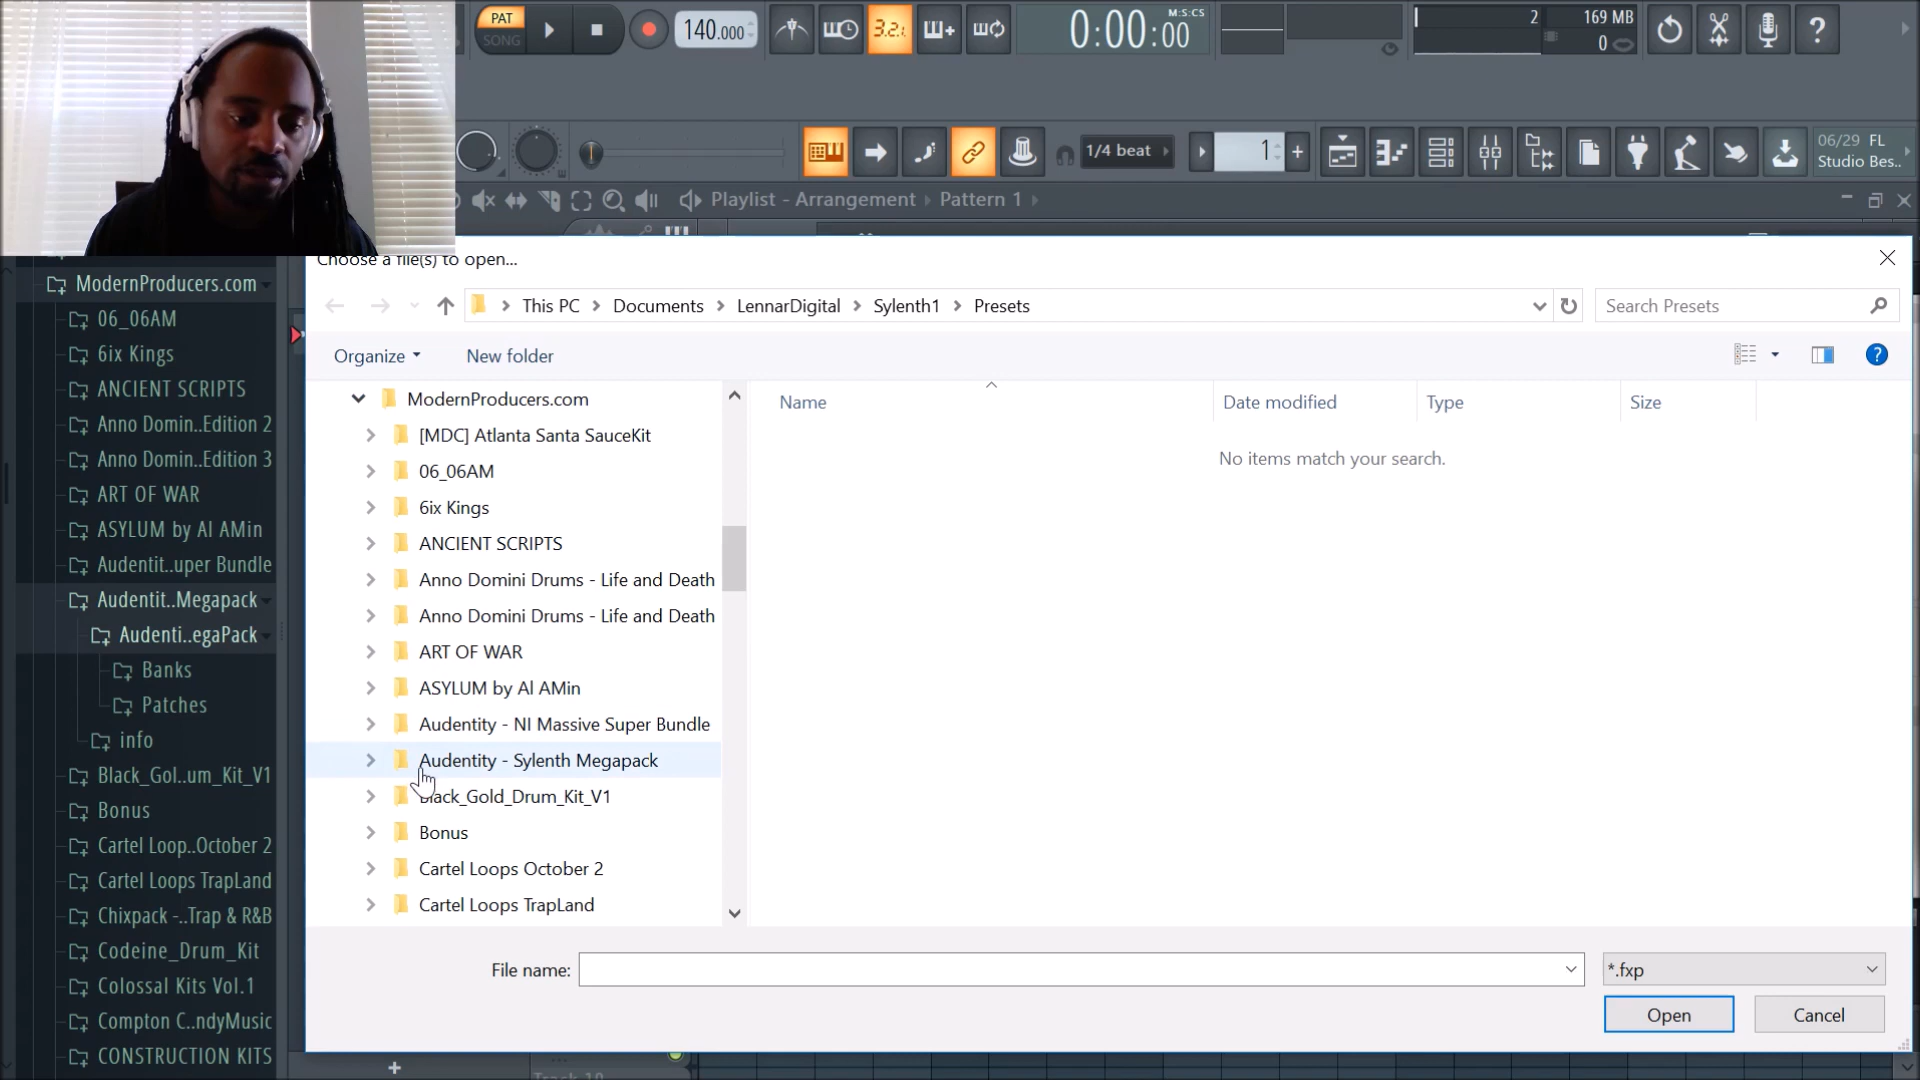 PAT
SONG
140.000
3.2.1
M:S:CS
0:00:00
2
169 MB
0
1/4 beat
1
06/29 FL
Studio Bes..
Playlist - Arrangement
Pattern 1
Choose a file(s) to open...
This PC
Documents
LennarDigital
Sylenth1
Presets
Search Presets
Organize
New folder
Name
Date modified
Type
Size
No items match your search.
ModernProducers.com
[MDC] Atlanta Santa SauceKit
06_06AM
6ix Kings
ANCIENT SCRIPTS
Anno Domini Drums - Life and Death
Anno Domini Drums - Life and Death
ART OF WAR
ASYLUM by Al AMin
Audentity - NI Massive Super Bundle
Audentity - Sylenth Megapack
Black_Gold_Drum_Kit_V1
Bonus
Cartel Loops October 2
Cartel Loops TrapLand
File name:
*.fxp
Open
Cancel
ModernProducers.com
06_06AM
6ix Kings
ANCIENT SCRIPTS
Anno Domin..Edition 2
Anno Domin..Edition 3
ART OF WAR
ASYLUM by Al AMin
Audentit..uper Bundle
Audentit..Megapack
Audenti..egaPack
Banks
Patches
info
Black_Gol..um_Kit_V1
Bonus
Cartel Loop..October 2
Cartel Loops TrapLand
Chixpack -..Trap & R&B
Codeine_Drum_Kit
Colossal Kits Vol.1
Compton C..ndyMusic
CONSTRUCTION KITS